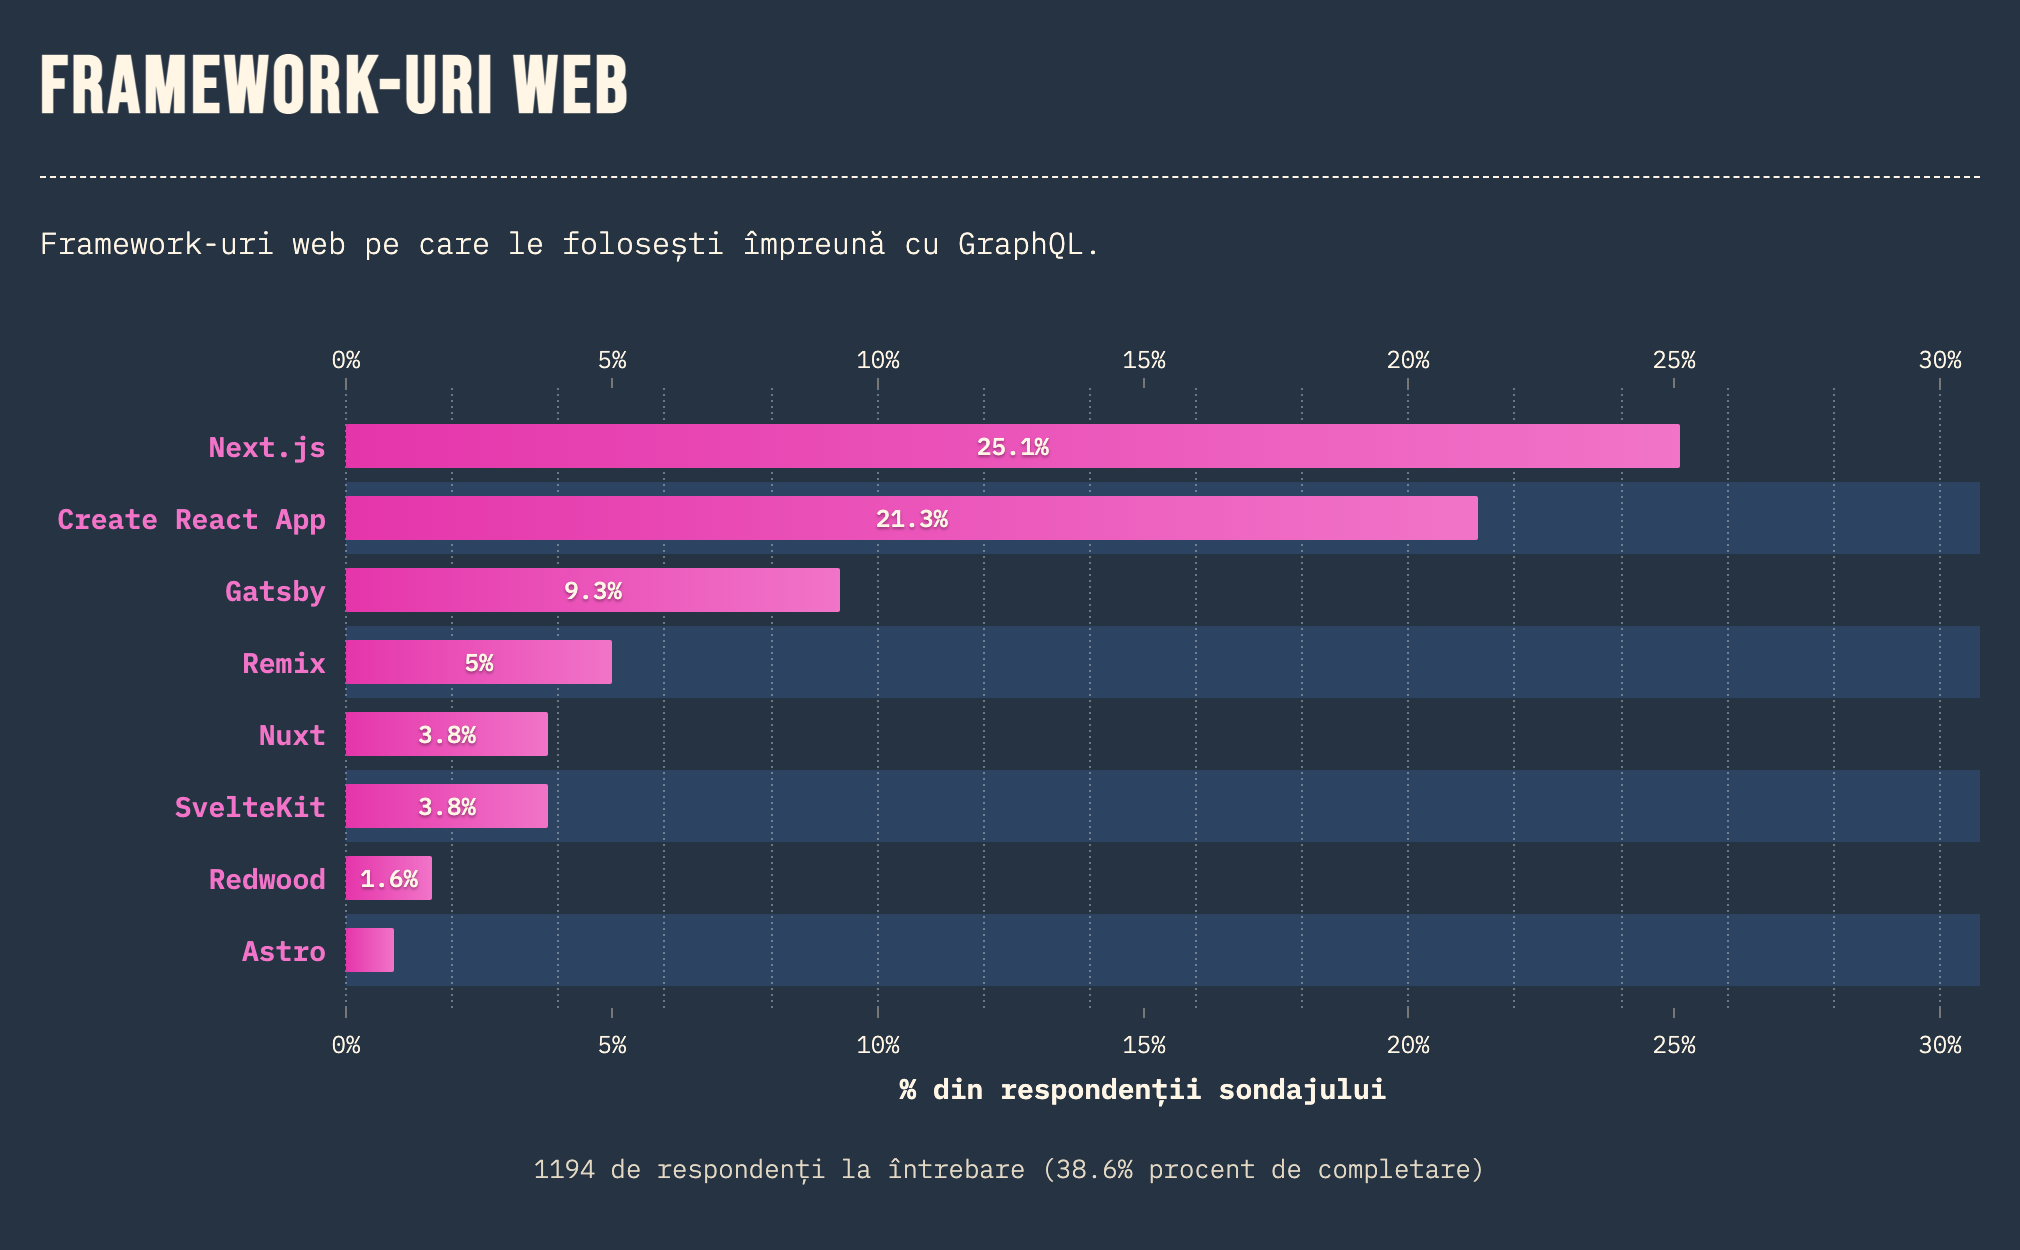 FRAMEWORK-URI WEB
Framework-uri web pe care le folosești împreună cu GraphQL.
0% 5% 10% 15% 20% 25% 30%
Next.js 25.1%
Create React App 21.3%
Gatsby 9.3%
Remix 5%
Nuxt 3.8%
SvelteKit 3.8%
Redwood 1.6%
Astro
0% 5% 10% 15% 20% 25% 30%
% din respondenții sondajului
1194 de respondenți la întrebare (38.6% procent de completare)